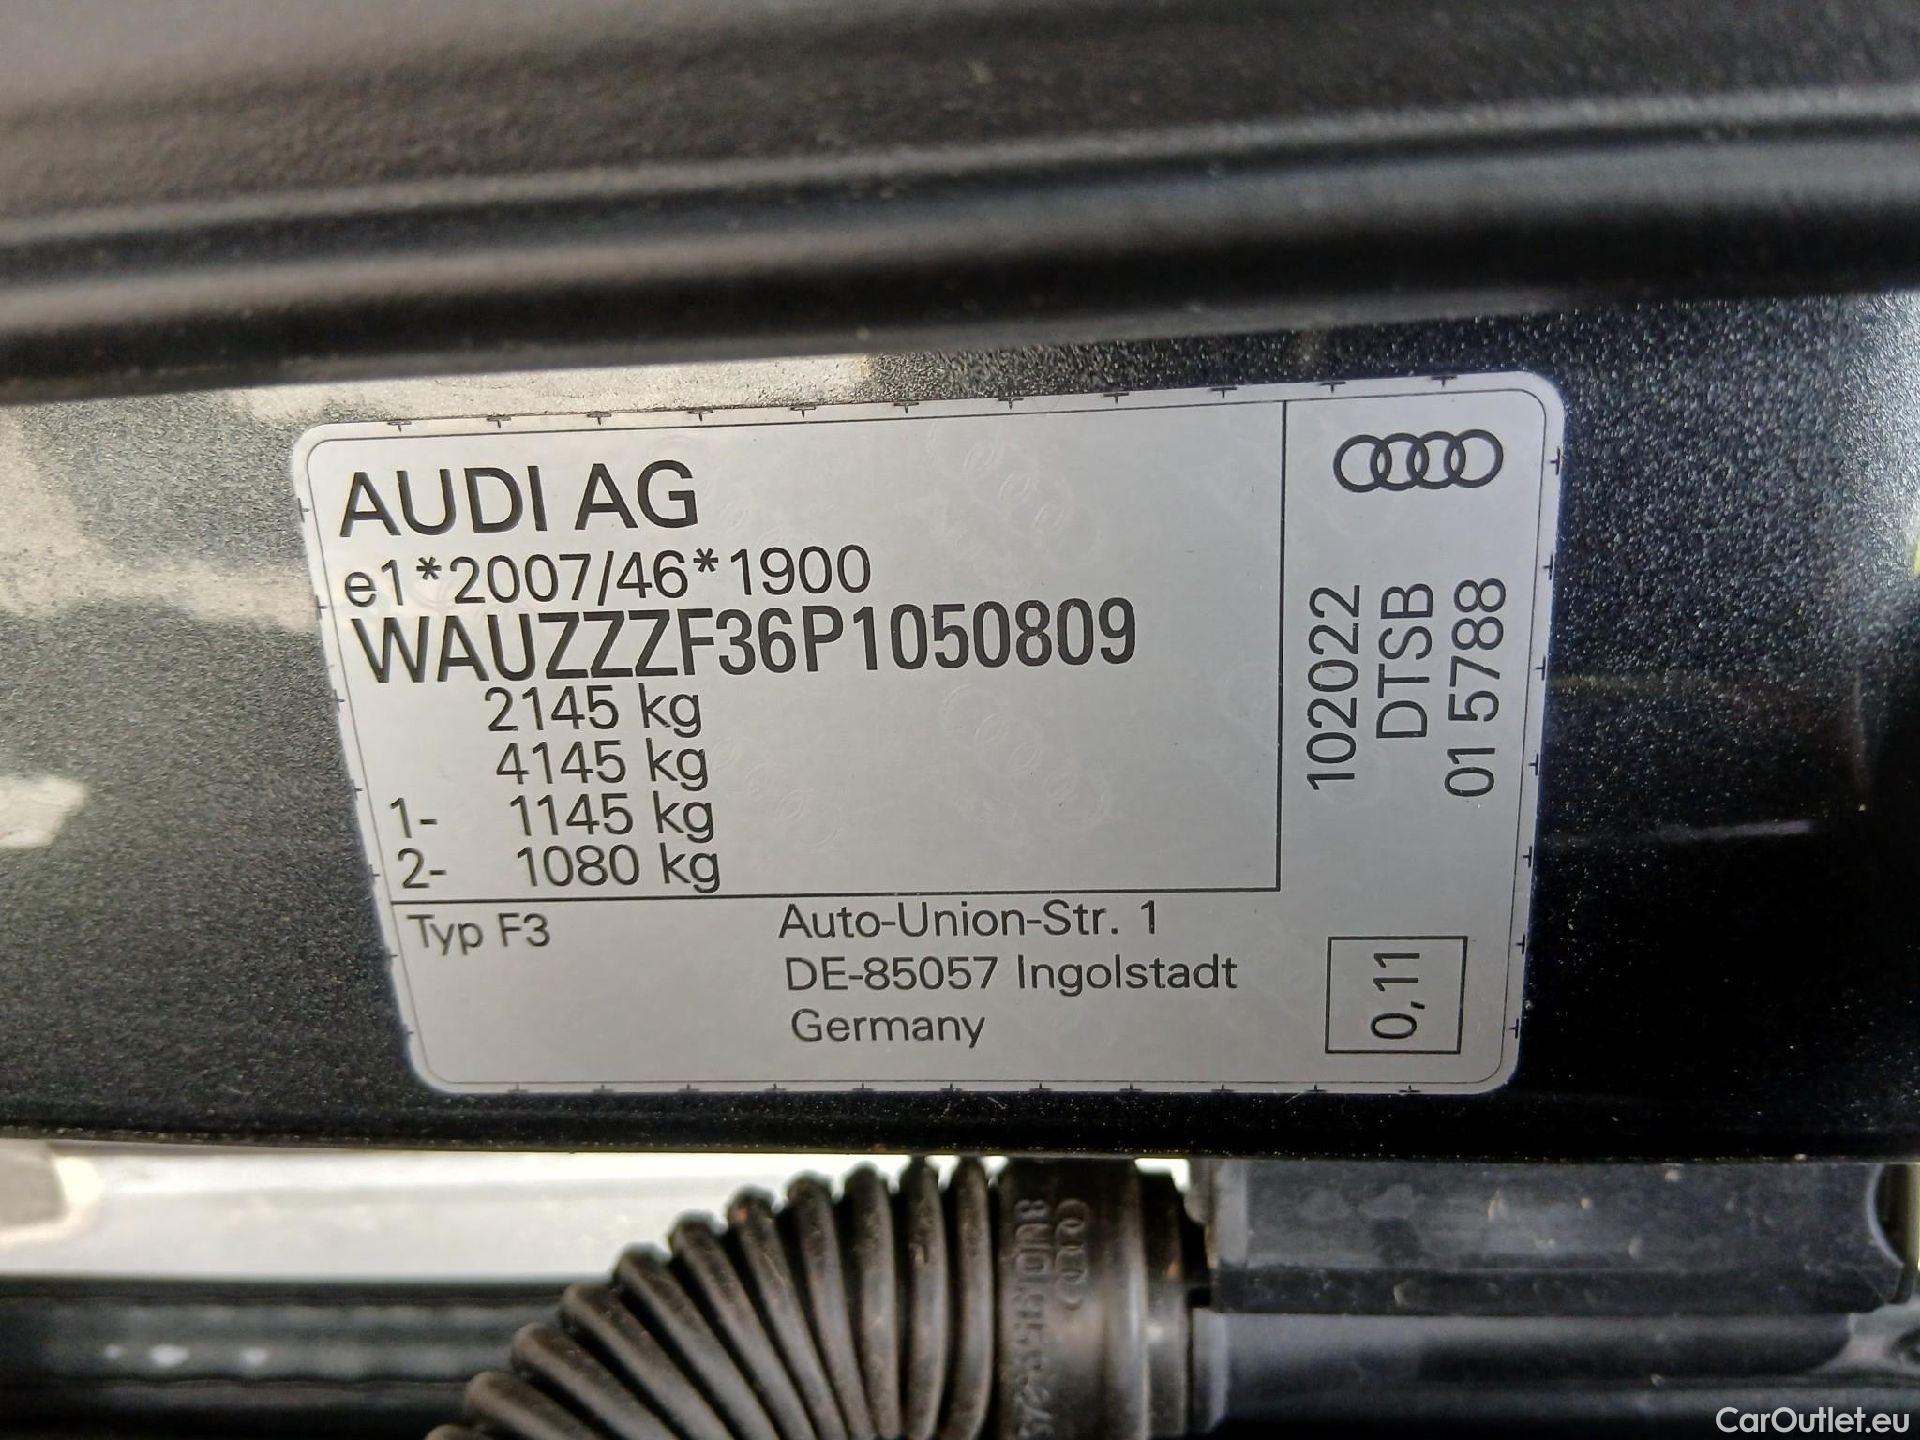 AUDI AG
e1*2007/46*1900
WAUZZZF36P1050809
2145 kg
4145 kg
1- 1145 kg
2- 1080 kg
Typ F3
Auto-Union-Str. 1
DE-85057 Ingolstadt
Germany
102022
DTSB
01 5788
0,11
CarOutlet.eu